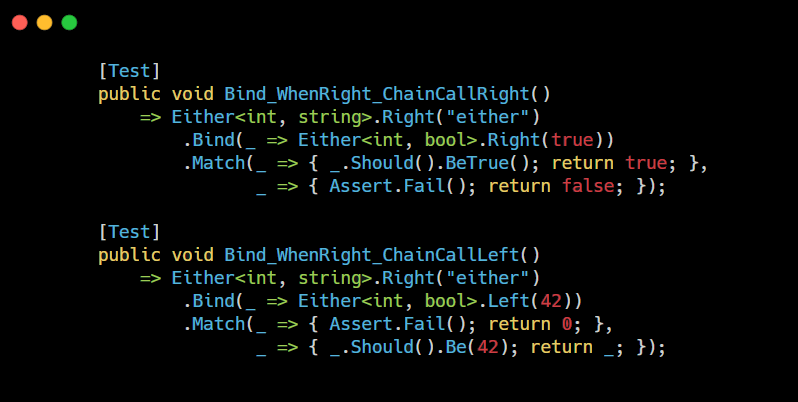 [Test]
public void Bind_WhenRight_ChainCallRight()
    => Either<int, string>.Right("either")
        .Bind(_ => Either<int, bool>.Right(true))
        .Match(_ => { _.Should().BeTrue(); return true; },
               _ => { Assert.Fail(); return false; });
[Test]
public void Bind_WhenRight_ChainCallLeft()
    => Either<int, string>.Right("either")
        .Bind(_ => Either<int, bool>.Left(42))
        .Match(_ => { Assert.Fail(); return 0; },
               _ => { _.Should().Be(42); return _; });